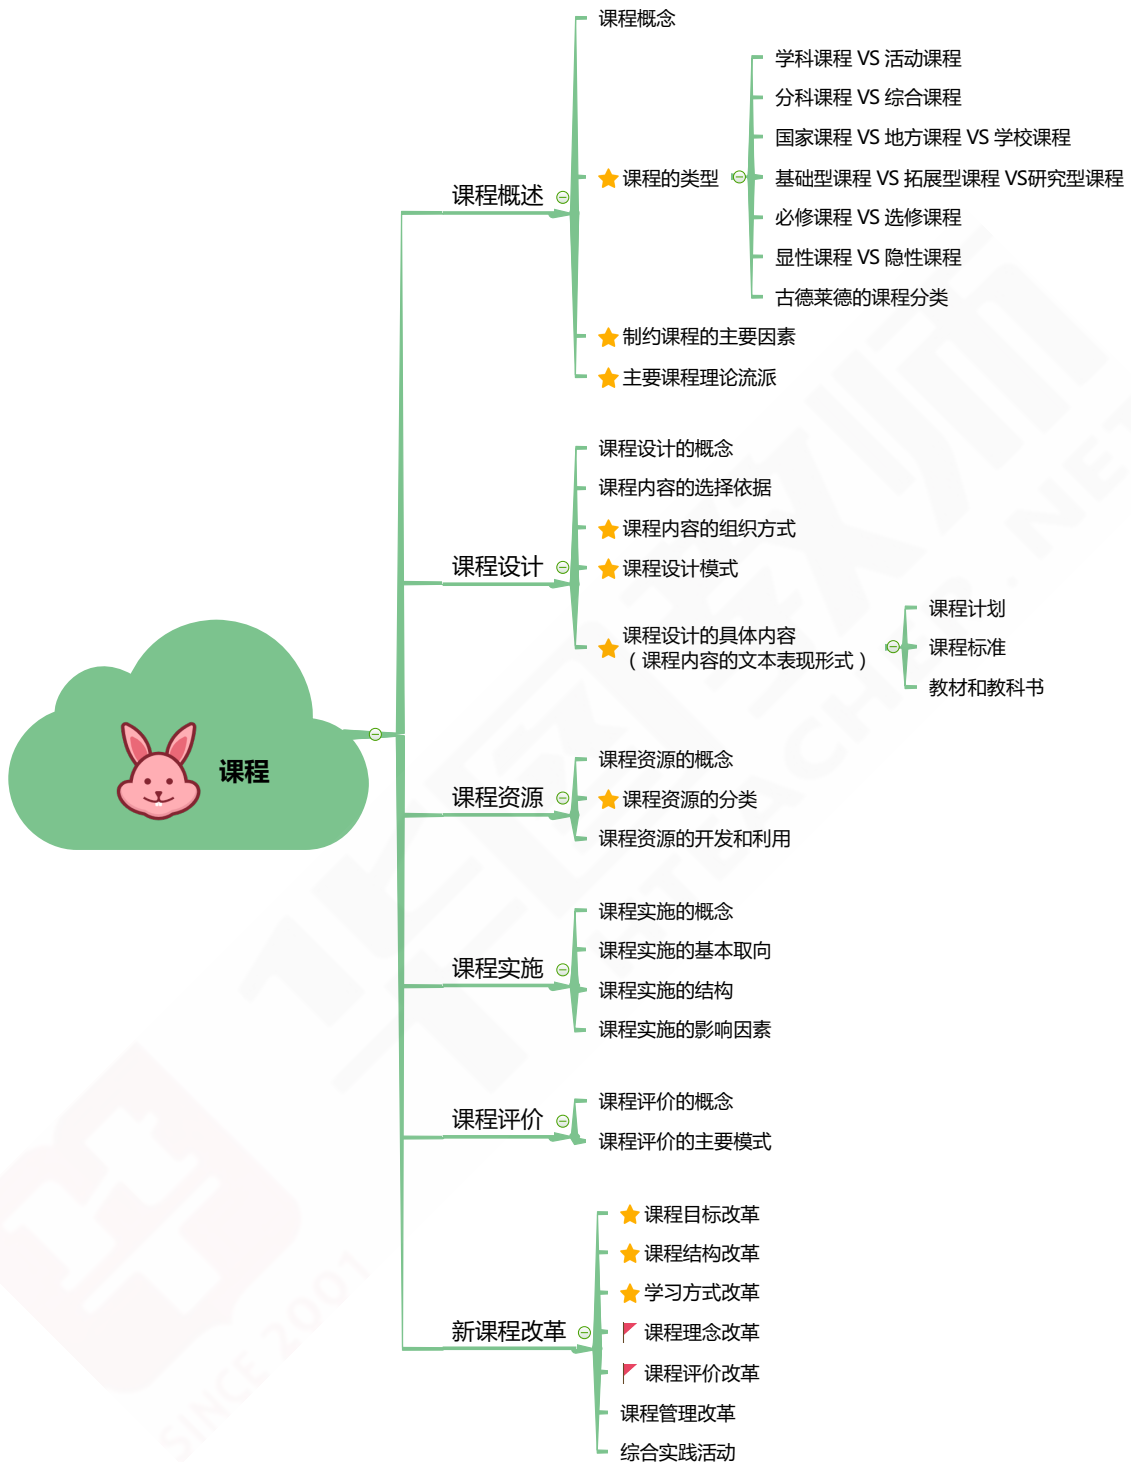 课程
课程概述
课程概念
课程的类型
学科课程 VS 活动课程
分科课程 VS 综合课程
国家课程 VS 地方课程 VS 学校课程
基础型课程 VS 拓展型课程 VS研究型课程
必修课程 VS 选修课程
显性课程 VS 隐性课程
古德莱德的课程分类
制约课程的主要因素
主要课程理论流派
课程设计
课程设计的概念
课程内容的选择依据
课程内容的组织方式
课程设计模式
课程设计的具体内容
（课程内容的文本表现形式）
课程计划
课程标准
教材和教科书
课程资源
课程资源的概念
课程资源的分类
课程资源的开发和利用
课程实施
课程实施的概念
课程实施的基本取向
课程实施的结构
课程实施的影响因素
课程评价
课程评价的概念
课程评价的主要模式
新课程改革
课程目标改革
课程结构改革
学习方式改革
课程理念改革
课程评价改革
课程管理改革
综合实践活动
华图教师
SINCE 2001